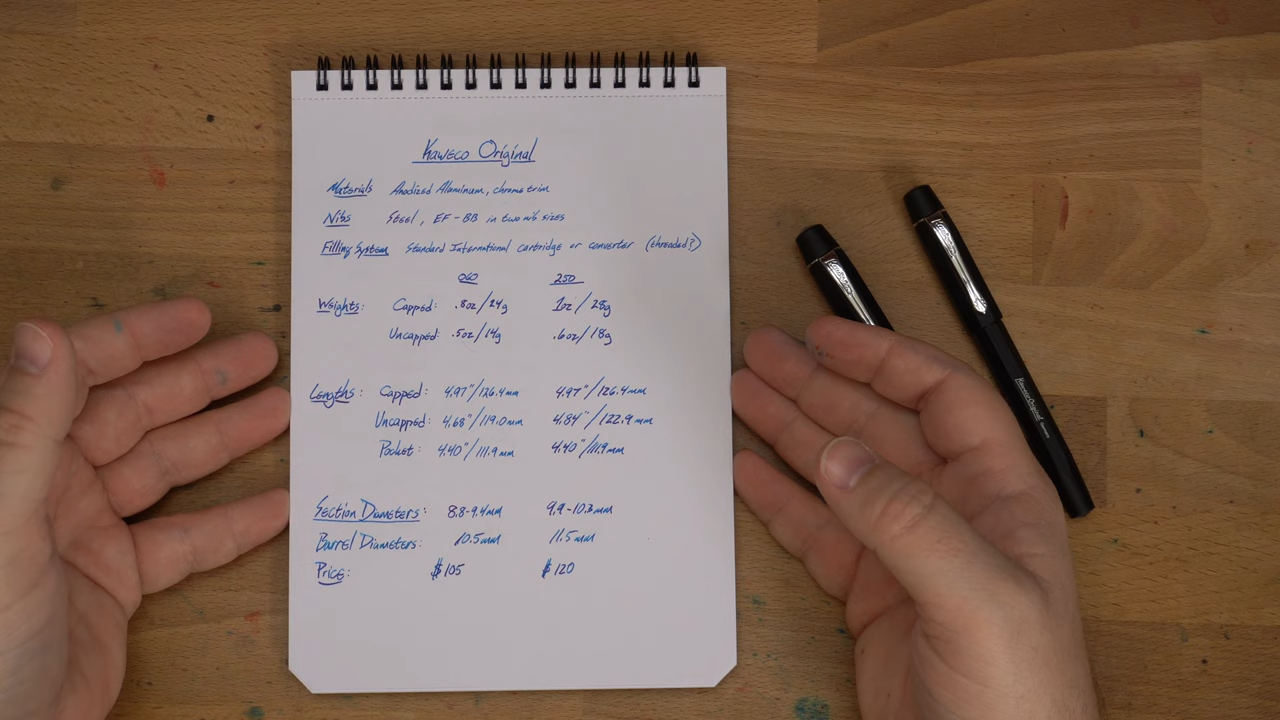 Kaweco Original
Materials Anodized Aluminum, chrome trim
Nibs Steel, EF-BB in two nib sizes
Filling System Standard International cartridge or converter (threaded?)
060 250
Weights: Capped: .8oz/24g 1oz/28g
Uncapped: .5oz/14g .6oz/18g
Lengths: Capped: 4.97"/126.4mm 4.97"/126.4mm
Uncapped: 4.68"/119.0mm 4.84"/122.9mm
Pocket: 4.40"/111.9mm 4.40"/111.9mm
Section Diameters: 8.8-9.4mm 9.9-10.3mm
Barrel Diameters: 10.5mm 11.5mm
Price: $105 $120
Kaweco Original